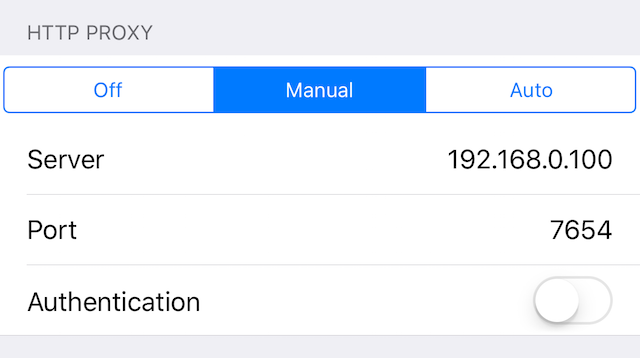 HTTP PROXY
Off Manual Auto
Server 192.168.0.100
Port 7654
Authentication